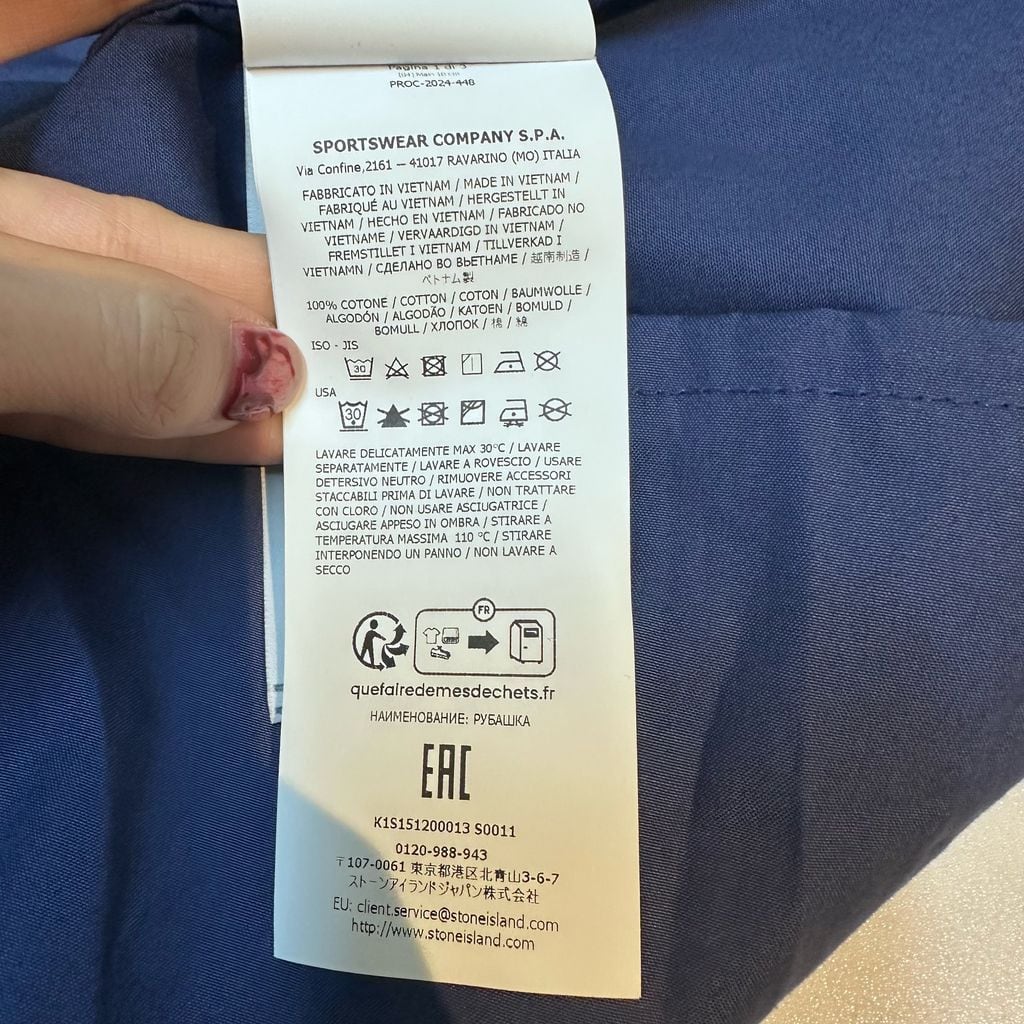 Pagina 1 di 3
PROC-2024-448
SPORTSWEAR COMPANY S.P.A.
Via Confine,2161 — 41017 RAVARINO (MO) ITALIA
FABBRICATO IN VIETNAM / MADE IN VIETNAM /
FABRIQUÉ AU VIETNAM / HERGESTELLT IN
VIETNAM / HECHO EN VIETNAM / FABRICADO NO
VIETNAME / VERVAARDIGD IN VIETNAM /
FREMSTILLET I VIETNAM / TILLVERKAD I
VIETNAMN / СДЕЛАНО ВО ВЬЕТНАМЕ / 越南制造 /
ベトナム製
100% COTONE / COTTON / COTON / BAUMWOLLE /
ALGODÓN / ALGODÃO / KATOEN / BOMULD /
BOMULL / ХЛОПОК / 棉 / 綿
ISO - JIS
30
USA
30
LAVARE DELICATAMENTE MAX 30°C / LAVARE
SEPARATAMENTE / LAVARE A ROVESCIO / USARE
DETERSIVO NEUTRO / RIMUOVERE ACCESSORI
STACCABILI PRIMA DI LAVARE / NON TRATTARE
CON CLORO / NON USARE ASCIUGATRICE /
ASCIUGARE APPESO IN OMBRA / STIRARE A
TEMPERATURA MASSIMA 110 °C / STIRARE
INTERPONENDO UN PANNO / NON LAVARE A
SECCO
FR
quefairedemesdechets.fr
НАИМЕНОВАНИЕ: РУБАШКА
EAC
K1S151200013 S0011
0120-988-943
〒107-0061 東京都港区北青山3-6-7
ストーンアイランドジャパン株式会社
EU: client.service@stoneisland.com
http://www.stoneisland.com